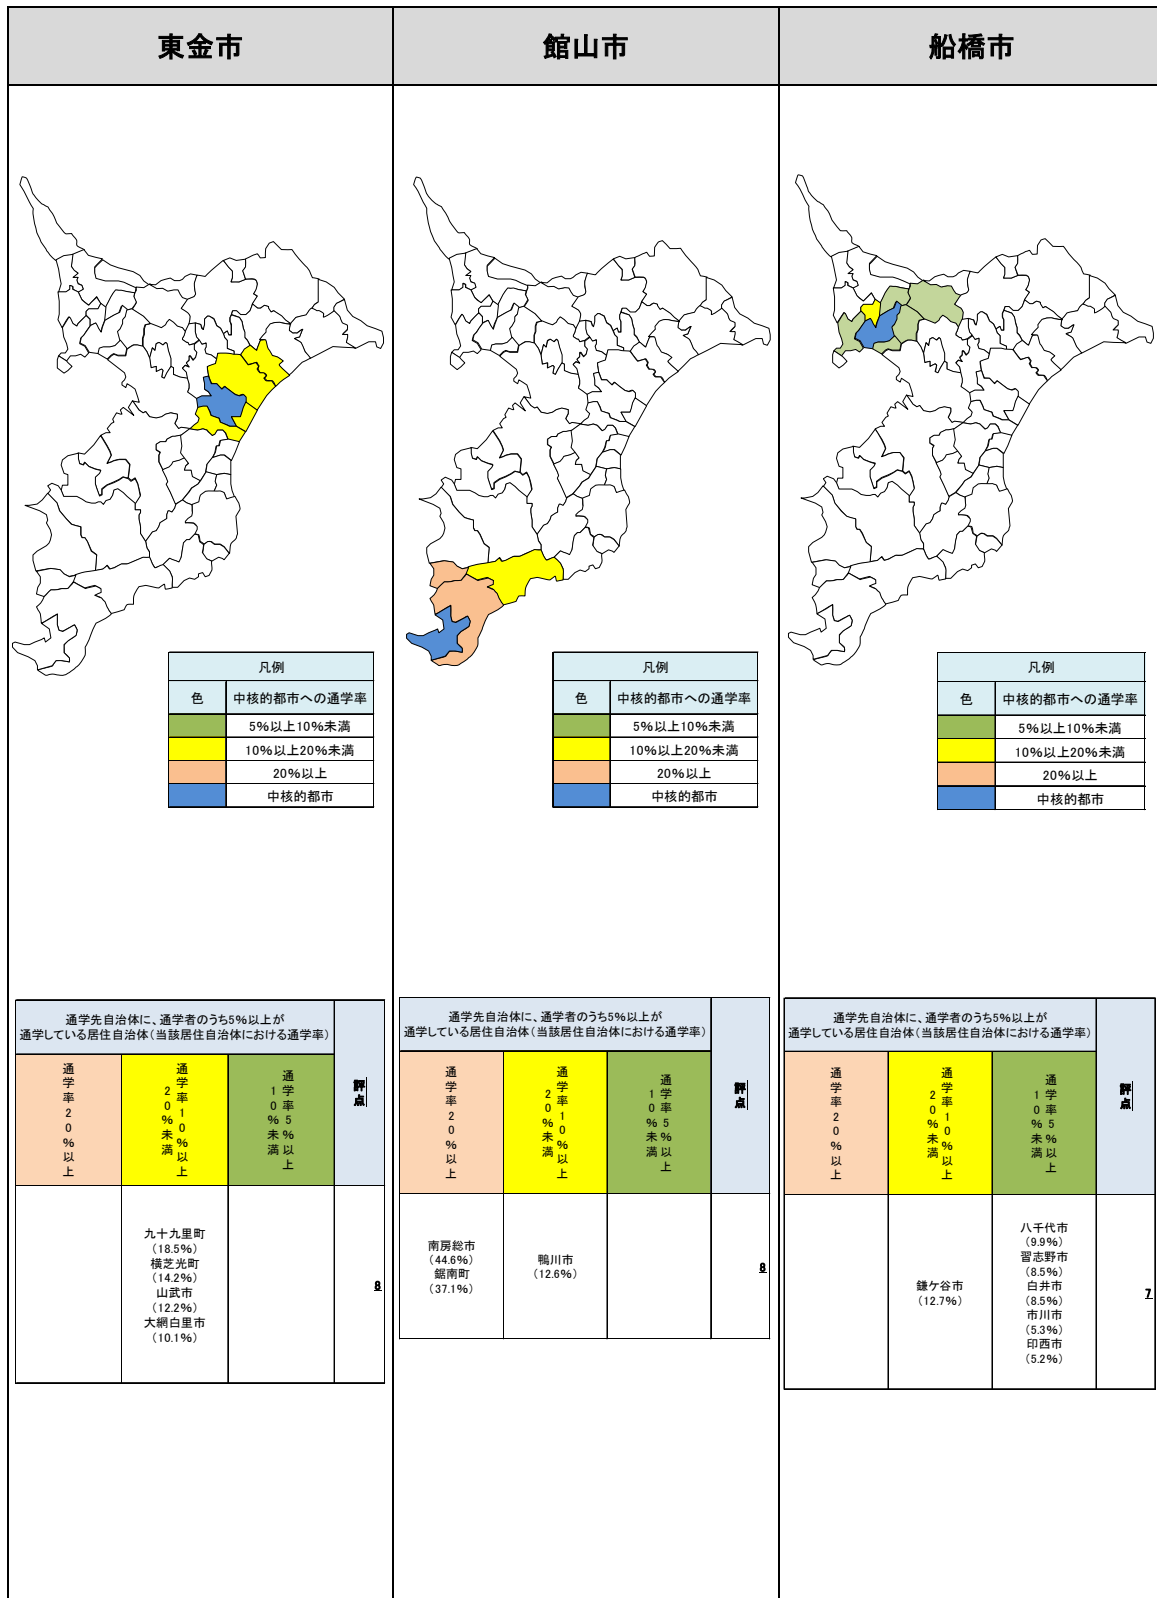 東金市
館山市
船橋市
凡例
色 中核的都市への通学率
5%以上10%未満
10%以上20%未満
20%以上
中核的都市
凡例
色 中核的都市への通学率
5%以上10%未満
10%以上20%未満
20%以上
中核的都市
凡例
色 中核的都市への通学率
5%以上10%未満
10%以上20%未満
20%以上
中核的都市
通学先自治体に、通学者のうち5%以上が
通学している居住自治体(当該居住自治体における通学率)
評点
通学率20%以上
通学率10%以上
20%未満
通学率5%以上
10%未満
九十九里町
(18.5%)
横芝光町
(14.2%)
山武市
(12.2%)
大網白里市
(10.1%)
8
通学先自治体に、通学者のうち5%以上が
通学している居住自治体(当該居住自治体における通学率)
評点
通学率20%以上
通学率10%以上
20%未満
通学率5%以上
10%未満
南房総市
(44.6%)
鋸南町
(37.1%)
鴨川市
(12.6%)
8
通学先自治体に、通学者のうち5%以上が
通学している居住自治体(当該居住自治体における通学率)
評点
通学率20%以上
通学率10%以上
20%未満
通学率5%以上
10%未満
鎌ケ谷市
(12.7%)
八千代市
(9.9%)
習志野市
(8.5%)
白井市
(8.5%)
市川市
(5.3%)
印西市
(5.2%)
7